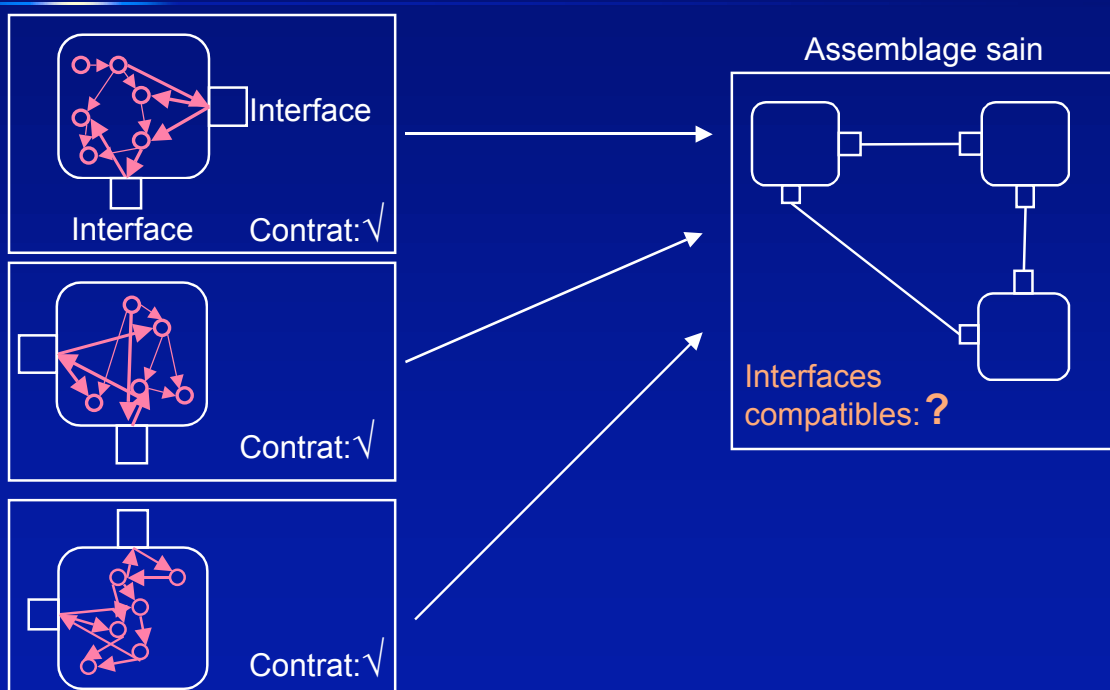 Interface
Interface
Contrat:√
Contrat:√
Contrat:√
Assemblage sain
Interfaces
compatibles: ?